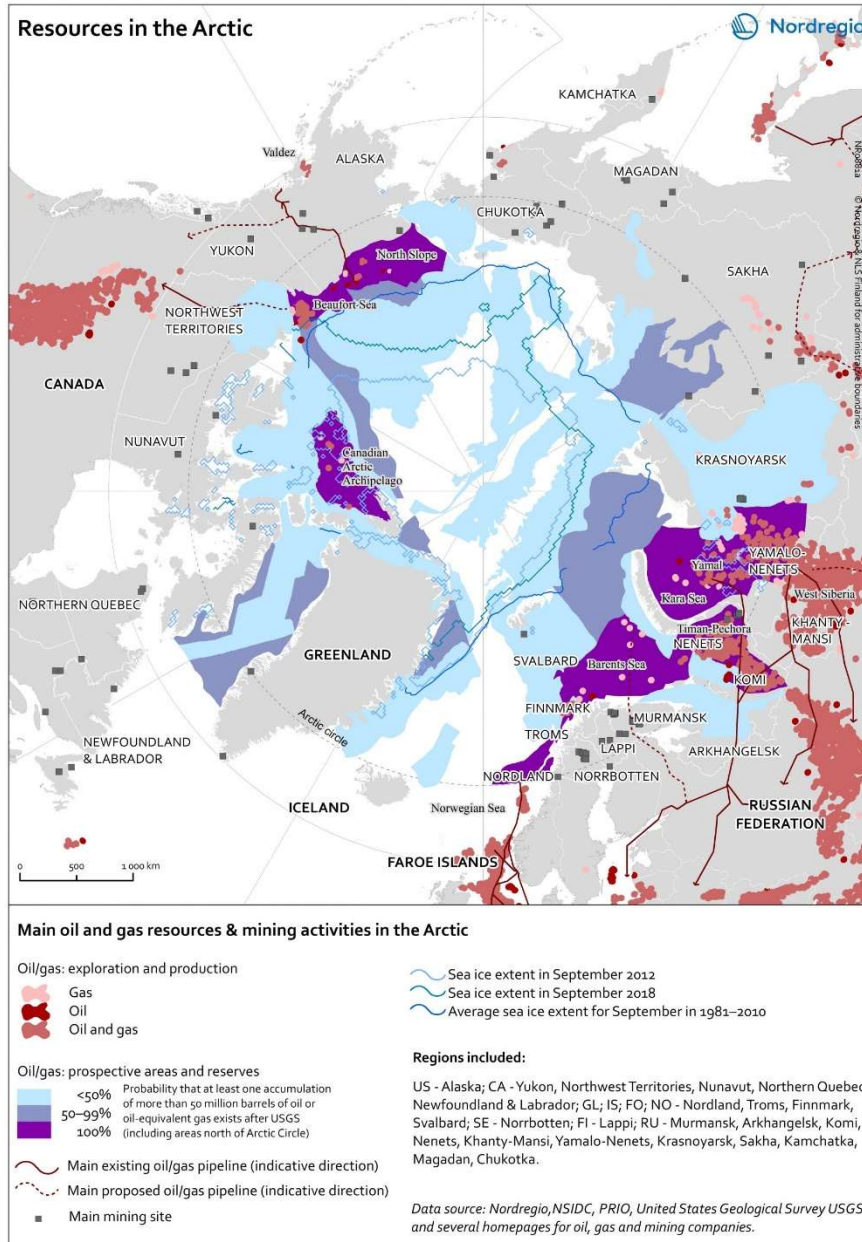 Resources in the Arctic
Nordregio
KAMCHATKA
Valdez
ALASKA
MAGADAN
NR0881a
© Nordregio & NLS Finland for administrative boundaries
CHUKOTKA
YUKON
North Slope
SAKHA
Beaufort Sea
NORTHWEST
TERRITORIES
CANADA
NUNAVUT
Canadian
Arctic
Archipelago
KRASNOYARSK
YAMALO-
NENETS
Yamal
Kara Sea
West Siberia
NORTHERN QUEBEC
KHANTY -
MANSI
Timan-Pechora
NENETS
GREENLAND
SVALBARD
Barents Sea
KOMI
FINNMARK
MURMANSK
TROMS
Arctic circle
LAPPI
ARKHANGELSK
NEWFOUNDLAND
& LABRADOR
NORDLAND
NORRBOTTEN
ICELAND
Norwegian Sea
RUSSIAN
FEDERATION
FAROE ISLANDS
0 500 1 000 km
Main oil and gas resources & mining activities in the Arctic
Oil/gas: exploration and production
Gas
Oil
Oil and gas
Oil/gas: prospective areas and reserves
<50%
50–99%
100%
Probability that at least one accumulation
of more than 50 million barrels of oil or
oil-equivalent gas exists after USGS
(including areas north of Arctic Circle)
Main existing oil/gas pipeline (indicative direction)
Main proposed oil/gas pipeline (indicative direction)
Main mining site
Sea ice extent in September 2012
Sea ice extent in September 2018
Average sea ice extent for September in 1981–2010
Regions included:
US - Alaska; CA - Yukon, Northwest Territories, Nunavut, Northern Quebec
Newfoundland & Labrador; GL; IS; FO; NO - Nordland, Troms, Finnmark,
Svalbard; SE - Norrbotten; FI - Lappi; RU - Murmansk, Arkhangelsk, Komi,
Nenets, Khanty-Mansi, Yamalo-Nenets, Krasnoyarsk, Sakha, Kamchatka,
Magadan, Chukotka.
Data source: Nordregio,NSIDC, PRIO, United States Geological Survey USGS
and several homepages for oil, gas and mining companies.